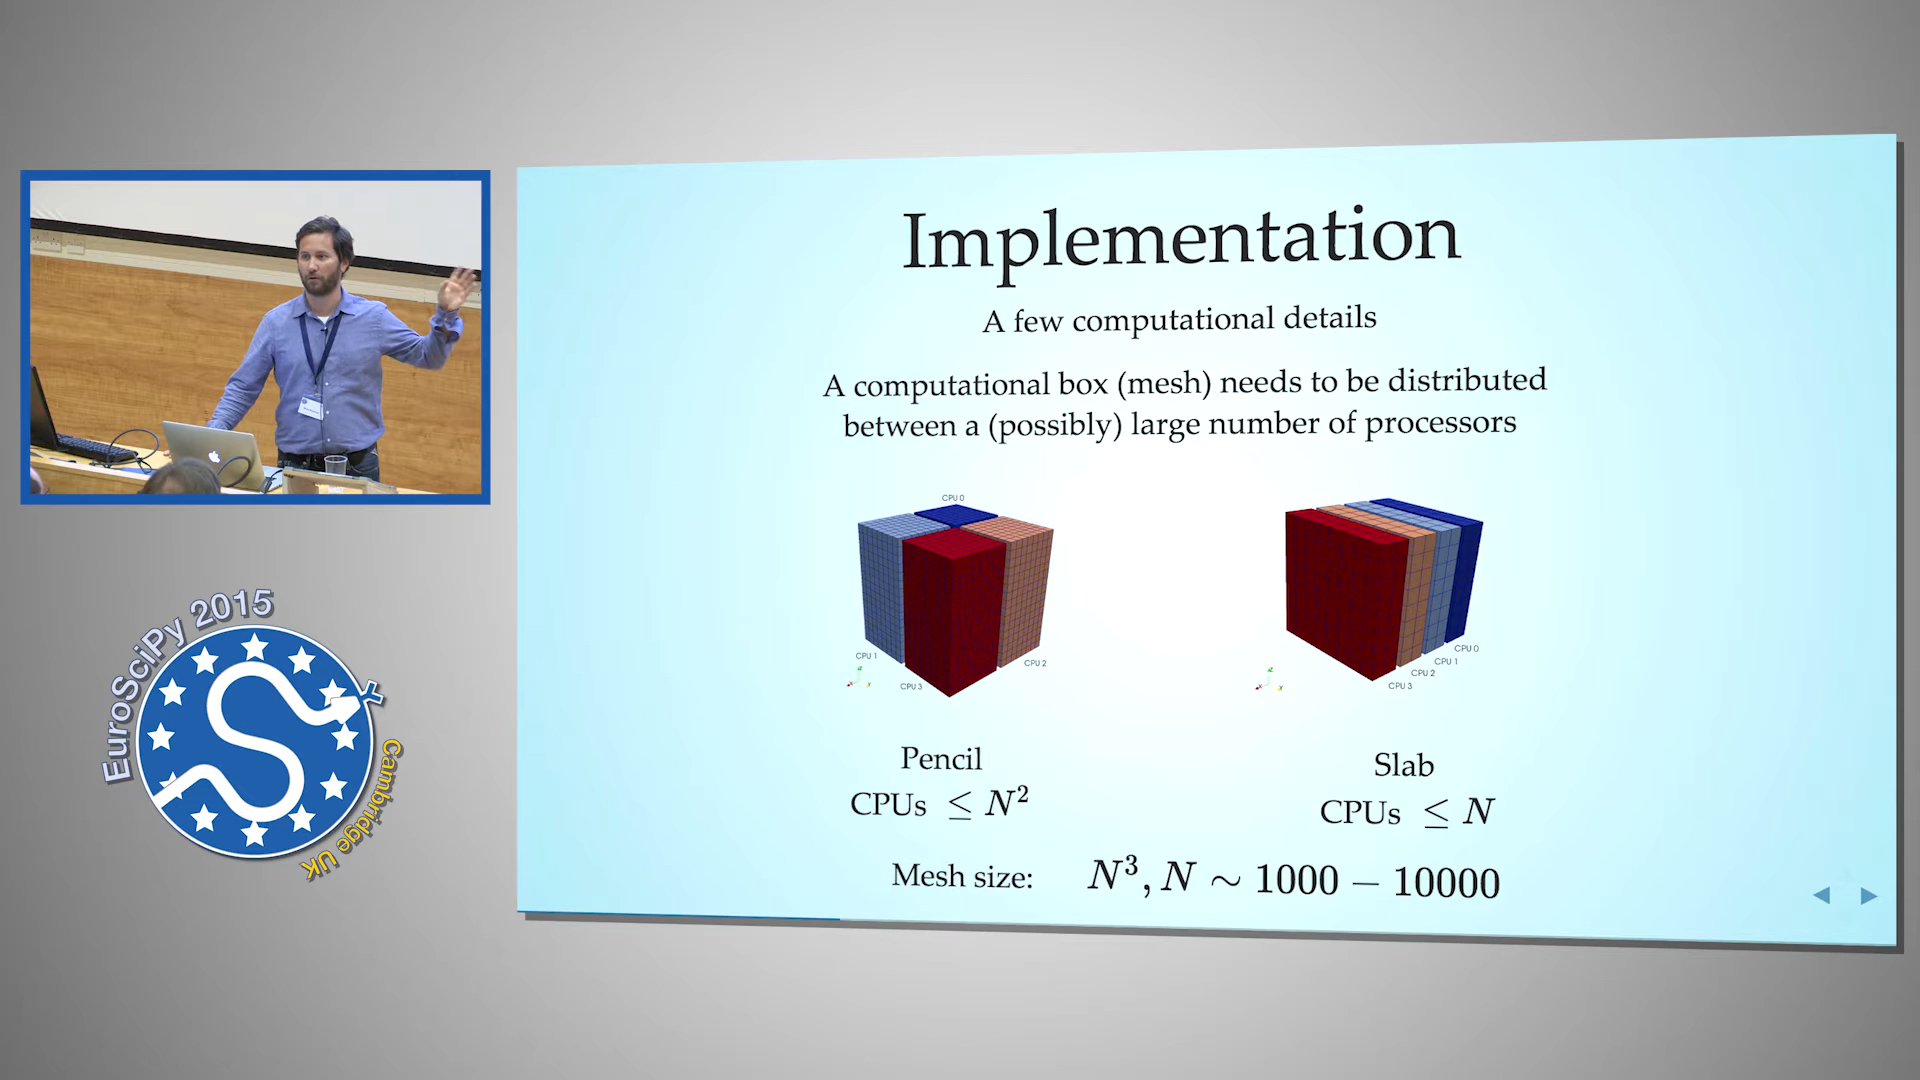 Implementation
A few computational details
A computational box (mesh) needs to be distributed
between a (possibly) large number of processors
CPU 0
CPU 1
CPU 2
CPU 3
CPU 0
CPU 1
CPU 2
CPU 3
Pencil
CPUs ≤ N²
Slab
CPUs ≤ N
Mesh size: N³, N ∼ 1000 − 10000
EuroSciPy 2015
Cambridge UK